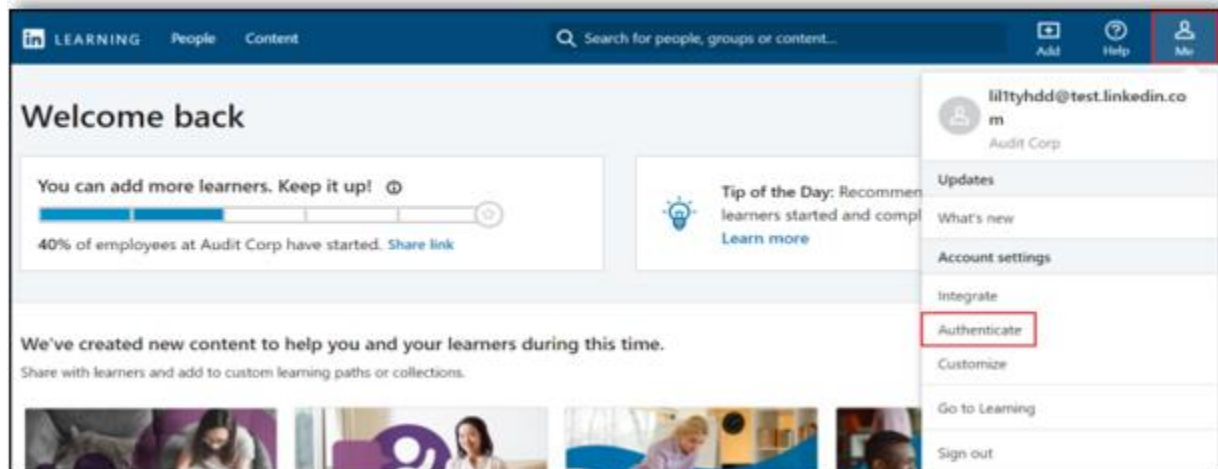 in LEARNING People Content Search for people, groups or content... Add Help Me
lil1tyhdd@test.linkedin.co
m
Audit Corp
Welcome back
You can add more learners. Keep it up!
40% of employees at Audit Corp have started. Share link
Tip of the Day: Recommen
learners started and compl
Learn more
Updates
What's new
Account settings
Integrate
Authenticate
Customize
Go to Learning
Sign out
We've created new content to help you and your learners during this time.
Share with learners and add to custom learning paths or collections.